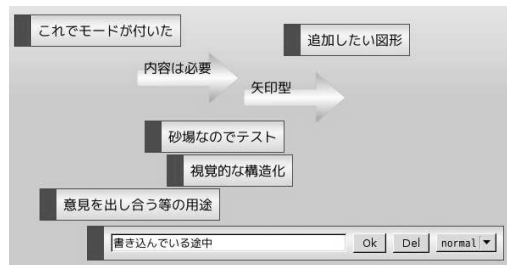 これでモードが付いた
追加したい図形
内容は必要
矢印型
砂場なのでテスト
視覚的な構造化
意見を出し合う等の用途
書き込んでいる途中 Ok Del normal